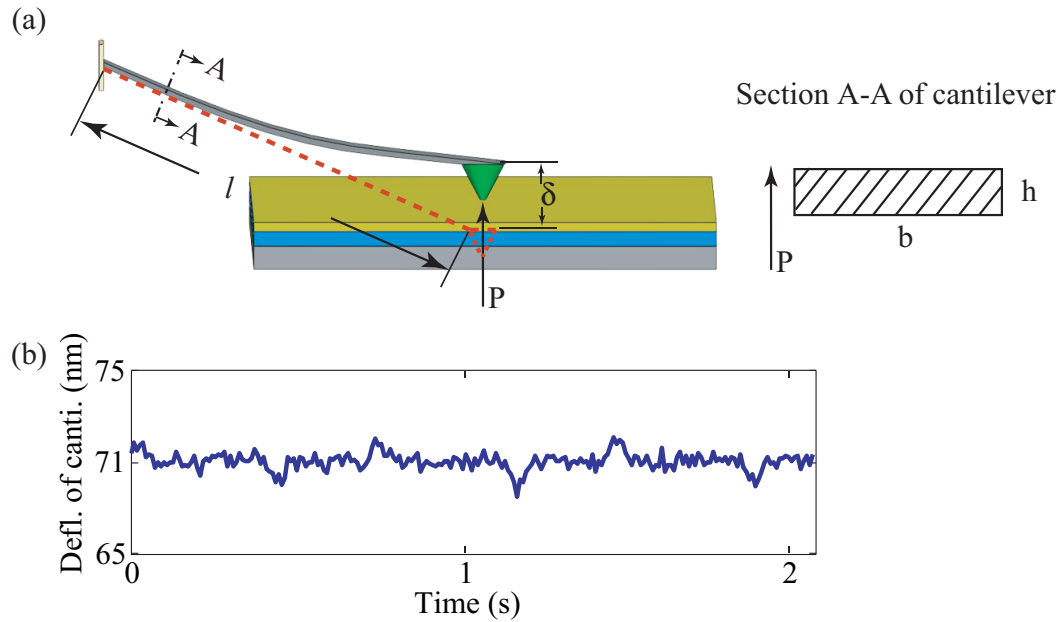 (a)
A
A
l
δ
P
Section A-A of cantilever
h
b
P
(b)
Defl. of canti. (nm)
75
71
65
0
1
2
Time (s)